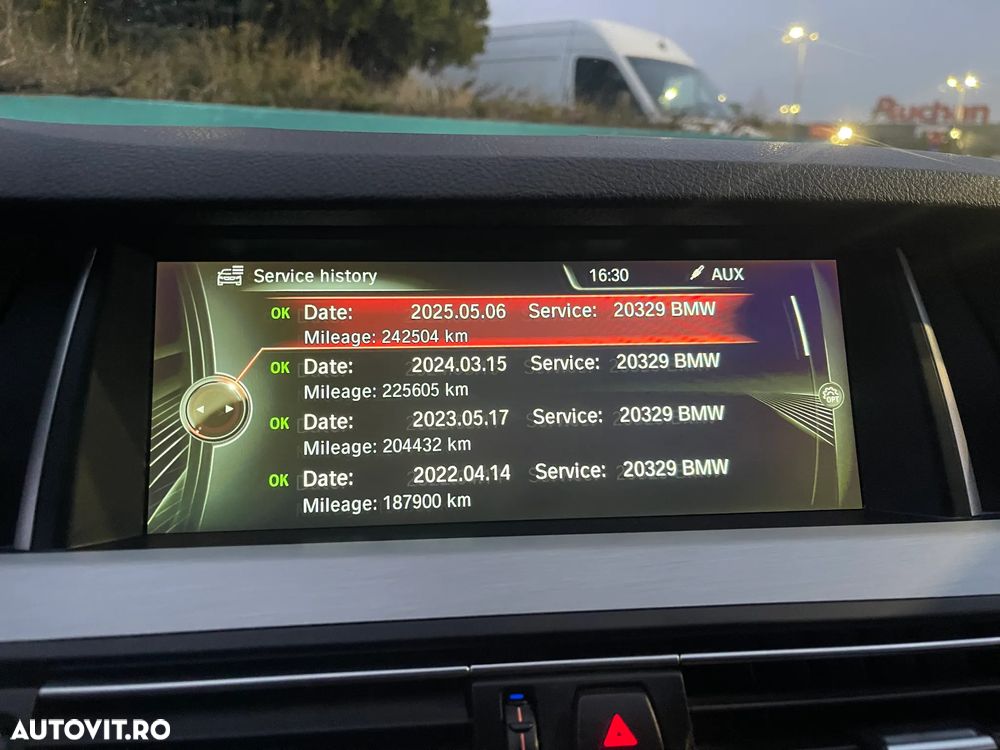 Auchan
Service history 16:30 AUX
OK Date: 2025.05.06 Service: 20329 BMW
Mileage: 242504 km
OK Date: 2024.03.15 Service: 20329 BMW
Mileage: 225605 km
OPT
OK Date: 2023.05.17 Service: 20329 BMW
Mileage: 204432 km
OK Date: 2022.04.14 Service: 20329 BMW
Mileage: 187900 km
AUTOVIT.RO